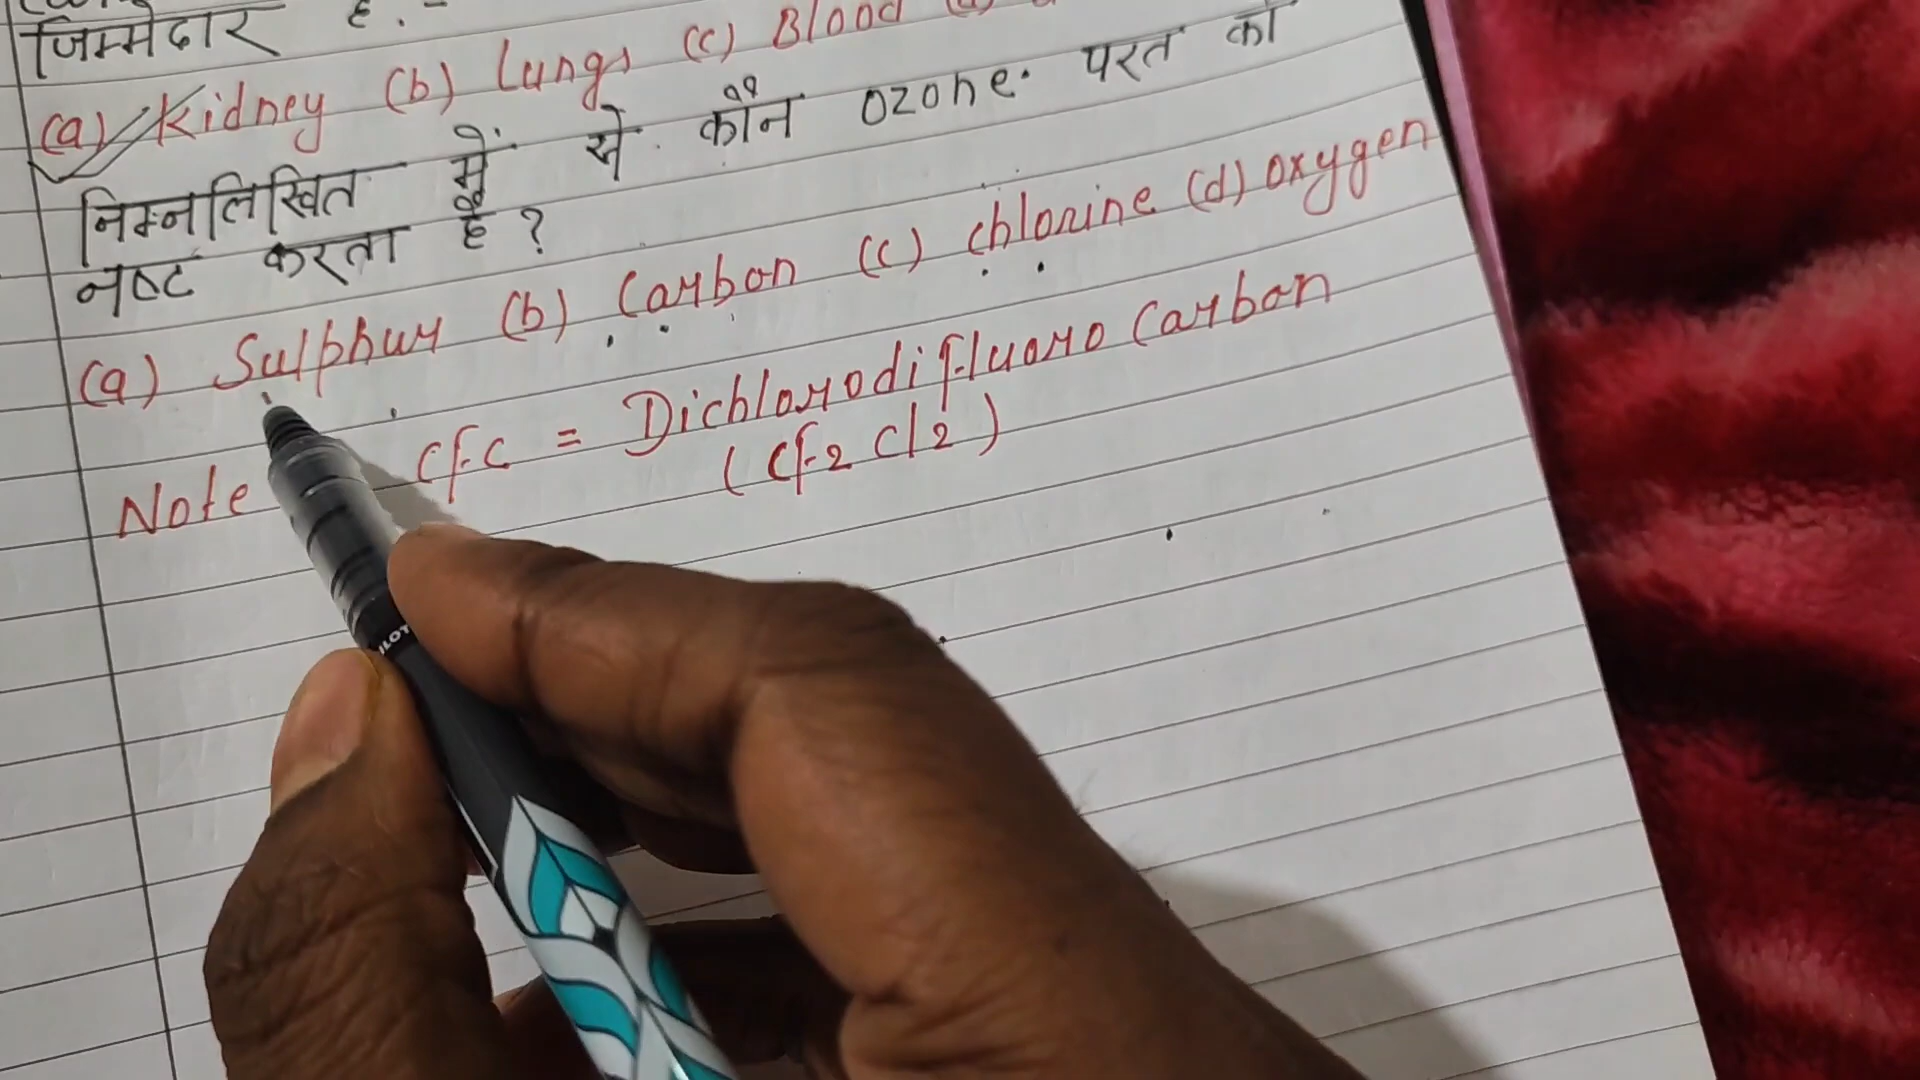 जिम्मेदार है.-
(a) Kidney (b) Lungs (c) Blood
निम्नलिखित में से कौन Ozone. परत को
नष्ट करता है ?
(a) Sulphur (b) Carbon (c) chlorine (d) oxygen
Note CFC = Dichlorodifluoro Carbon
(CF2 Cl2)